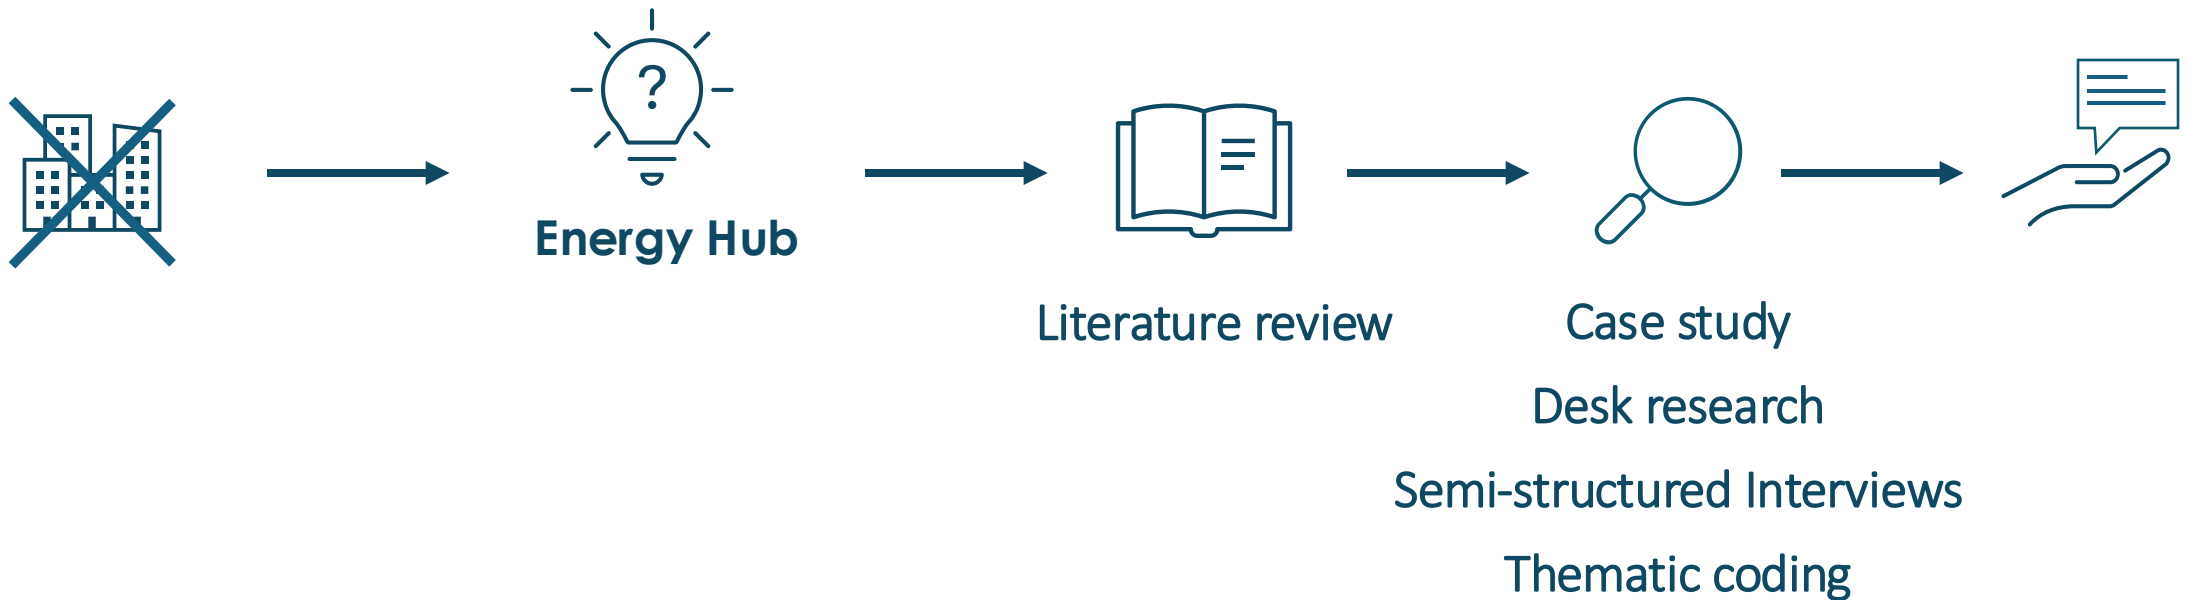 ?
Energy Hub
Literature review
Case study
Desk research
Semi-structured Interviews
Thematic coding